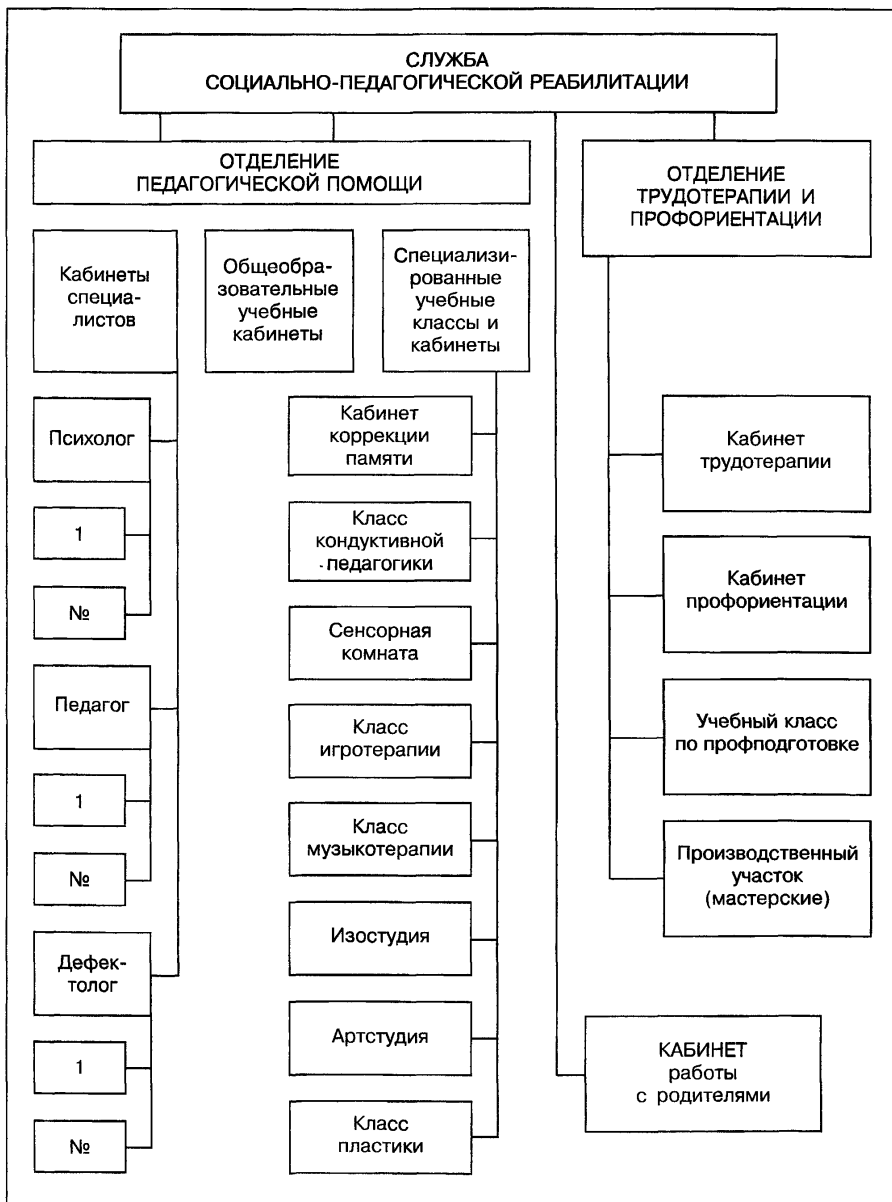 СЛУЖБА
СОЦИАЛЬНО-ПЕДАГОГИЧЕСКОЙ РЕАБИЛИТАЦИИ
ОТДЕЛЕНИЕ
ПЕДАГОГИЧЕСКОЙ ПОМОЩИ
ОТДЕЛЕНИЕ
ТРУДОТЕРАПИИ И
ПРОФОРИЕНТАЦИИ
Кабинеты
специа-
листов
Общеобра-
зовательные
учебные
кабинеты
Специализи-
рованные
учебные
классы и
кабинеты
Психолог
1
№
Педагог
1
№
Дефек-
толог
1
№
Кабинет
коррекции
памяти
Класс
кондуктивной
педагогики
Сенсорная
комната
Класс
игротерапии
Класс
музыкотерапии
Изостудия
Артстудия
Класс
пластики
Кабинет
трудотерапии
Кабинет
профориентации
Учебный класс
по профподготовке
Производственный
участок
(мастерские)
КАБИНЕТ
работы
с родителями